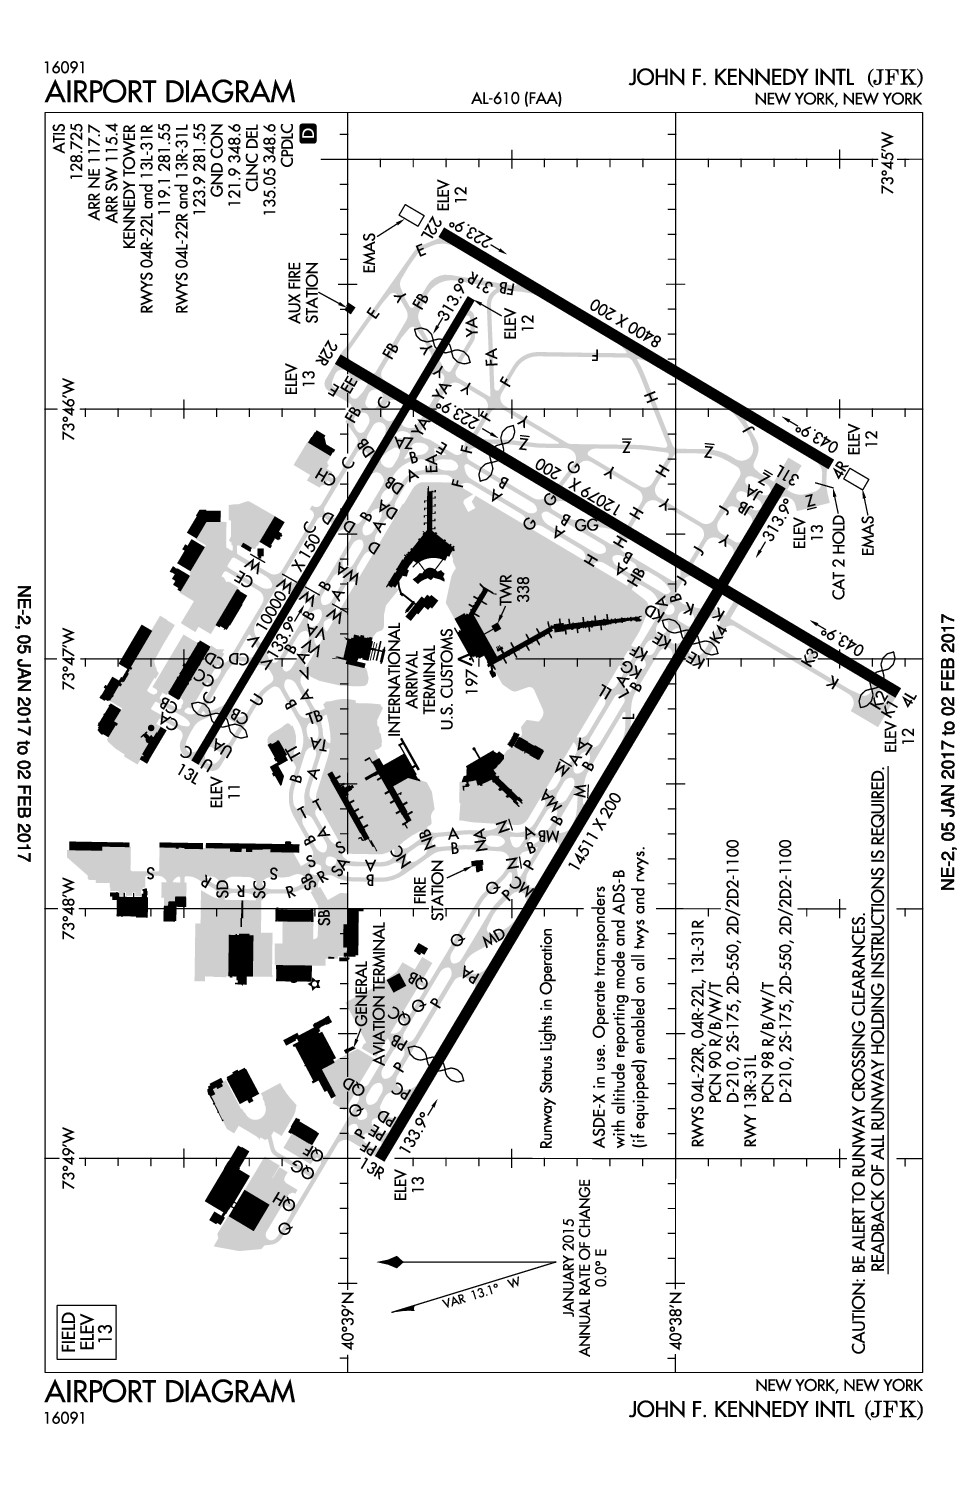 16091
AIRPORT DIAGRAM
AL-610 (FAA)
JOHN F. KENNEDY INTL (JFK)
NEW YORK, NEW YORK
ATIS
128.725
ARR NE 117.7
ARR SW 115.4
KENNEDY TOWER
RWYS 04R-22L and 13L-31R
119.1 281.55
RWYS 04L-22R and 13R-31L
123.9 281.55
GND CON
121.9 348.6
CLNC DEL
135.05 348.6
CPDLC
D
73°45'W
73°46'W
73°47'W
73°48'W
73°49'W
40°39'N
40°38'N
EMAS
ELEV
12
22L
223.9°
8400 X 200
043.9°
4R
ELEV
12
EMAS
AUX FIRE
STATION
ELEV
13
22R
223.9°
12079 X 200
043.9°
4L
ELEV
12
31R
313.9°
ELEV
12
10000 X 150
133.9°
13L
ELEV
11
31L
313.9°
ELEV
13
CAT 2 HOLD
14511 X 200
133.9°
13R
ELEV
13
TWR
338
INTERNATIONAL
ARRIVAL
TERMINAL
U.S. CUSTOMS
197
FIRE
STATION
GENERAL
AVIATION TERMINAL
Runway Status Lights in Operation
ASDE-X in use. Operate transponders
with altitude reporting mode and ADS-B
(if equipped) enabled on all twys and rwys.
RWYS 04L-22R, 04R-22L, 13L-31R
PCN 90 R/B/W/T
D-210, 2S-175, 2D-550, 2D/2D2-1100
RWY 13R-31L
PCN 98 R/B/W/T
D-210, 2S-175, 2D-550, 2D/2D2-1100
CAUTION: BE ALERT TO RUNWAY CROSSING CLEARANCES.
READBACK OF ALL RUNWAY HOLDING INSTRUCTIONS IS REQUIRED.
VAR 13.1° W
JANUARY 2015
ANNUAL RATE OF CHANGE
0.0° E
FIELD
ELEV
13
NE-2, 05 JAN 2017 to 02 FEB 2017
NE-2, 05 JAN 2017 to 02 FEB 2017
AIRPORT DIAGRAM
16091
NEW YORK, NEW YORK
JOHN F. KENNEDY INTL (JFK)